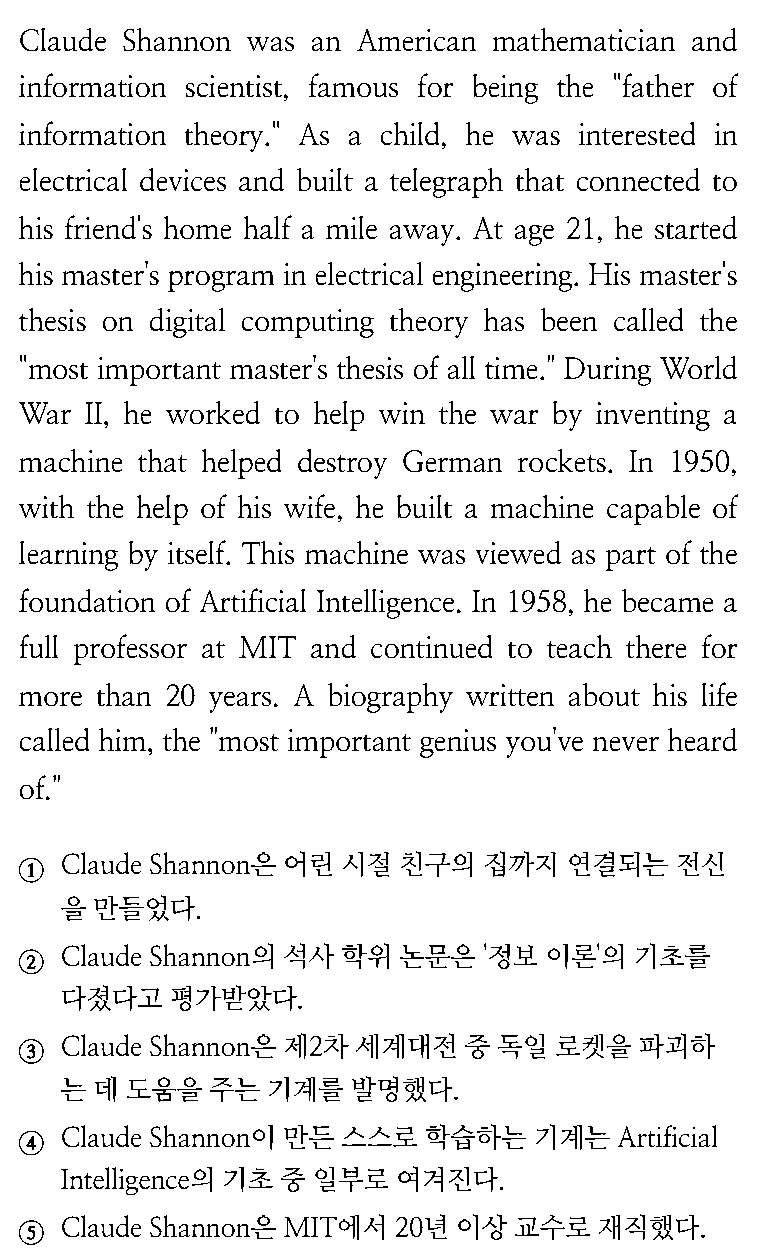 Claude Shannon was an American mathematician and
information scientist, famous for being the "father of
information theory." As a child, he was interested in
electrical devices and built a telegraph that connected to
his friend's home half a mile away. At age 21, he started
his master's program in electrical engineering. His master's
thesis on digital computing theory has been called the
"most important master's thesis of all time." During World
War II, he worked to help win the war by inventing a
machine that helped destroy German rockets. In 1950,
with the help of his wife, he built a machine capable of
learning by itself. This machine was viewed as part of the
foundation of Artificial Intelligence. In 1958, he became a
full professor at MIT and continued to teach there for
more than 20 years. A biography written about his life
called him, the "most important genius you've never heard
of."
① Claude Shannon은 어린 시절 친구의 집까지 연결되는 전신
을 만들었다.
② Claude Shannon의 석사 학위 논문은 '정보 이론'의 기초를
다졌다고 평가받았다.
③ Claude Shannon은 제2차 세계대전 중 독일 로켓을 파괴하
는 데 도움을 주는 기계를 발명했다.
④ Claude Shannon이 만든 스스로 학습하는 기계는 Artificial
Intelligence의 기초 중 일부로 여겨진다.
⑤ Claude Shannon은 MIT에서 20년 이상 교수로 재직했다.